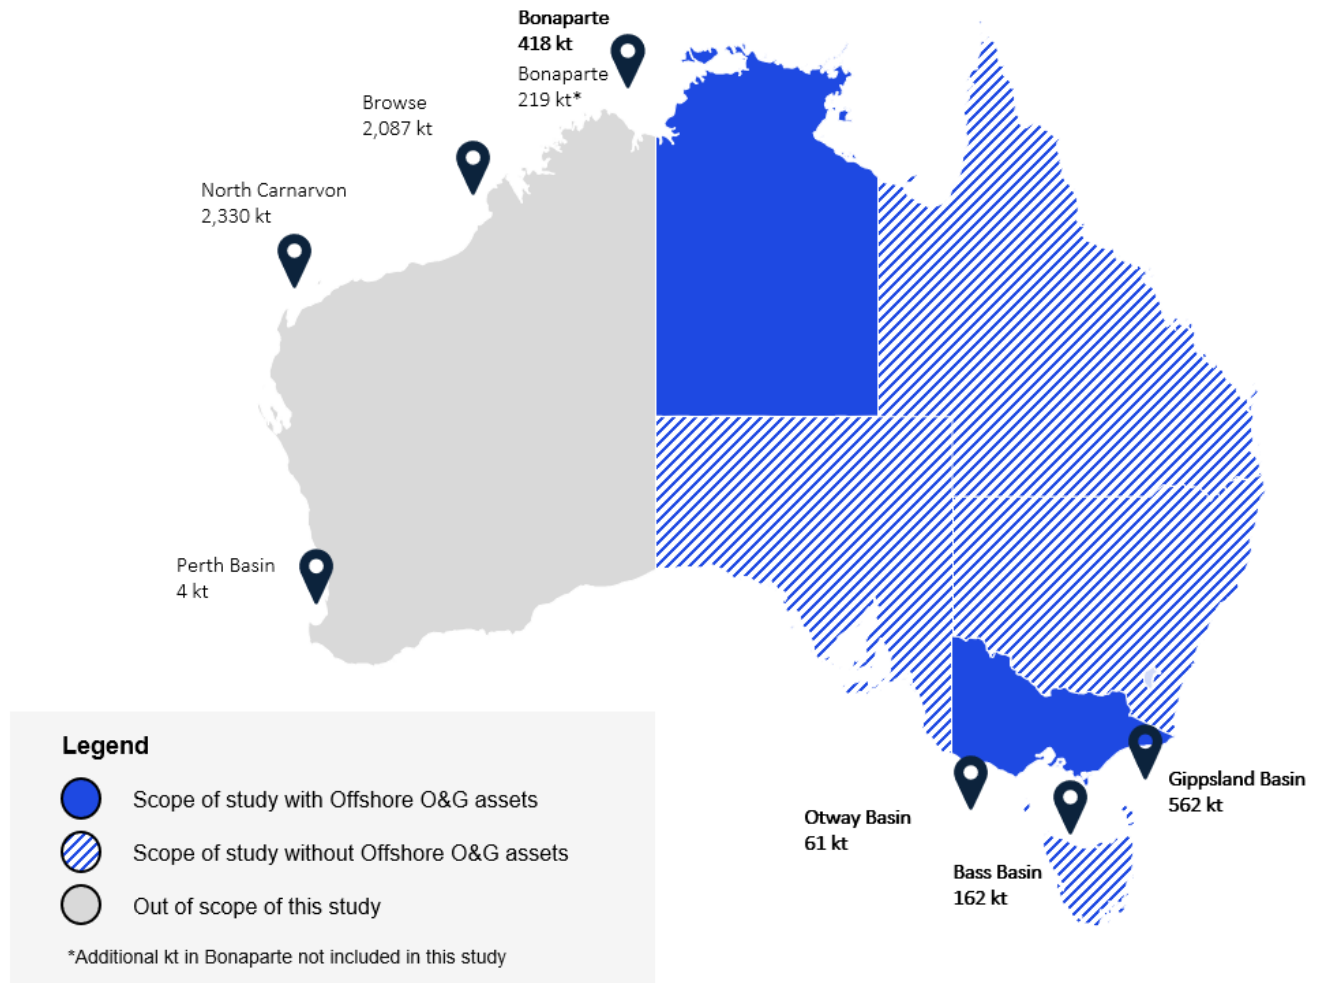 Bonaparte
418 kt
Bonaparte
219 kt*
Browse
2,087 kt
North Carnarvon
2,330 kt
Perth Basin
4 kt
Gippsland Basin
562 kt
Otway Basin
61 kt
Bass Basin
162 kt
Legend
Scope of study with Offshore O&G assets
Scope of study without Offshore O&G assets
Out of scope of this study
*Additional kt in Bonaparte not included in this study